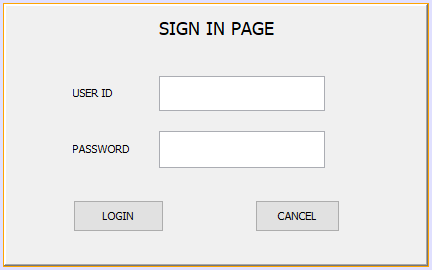 SIGN IN PAGE
USER ID
PASSWORD
LOGIN CANCEL